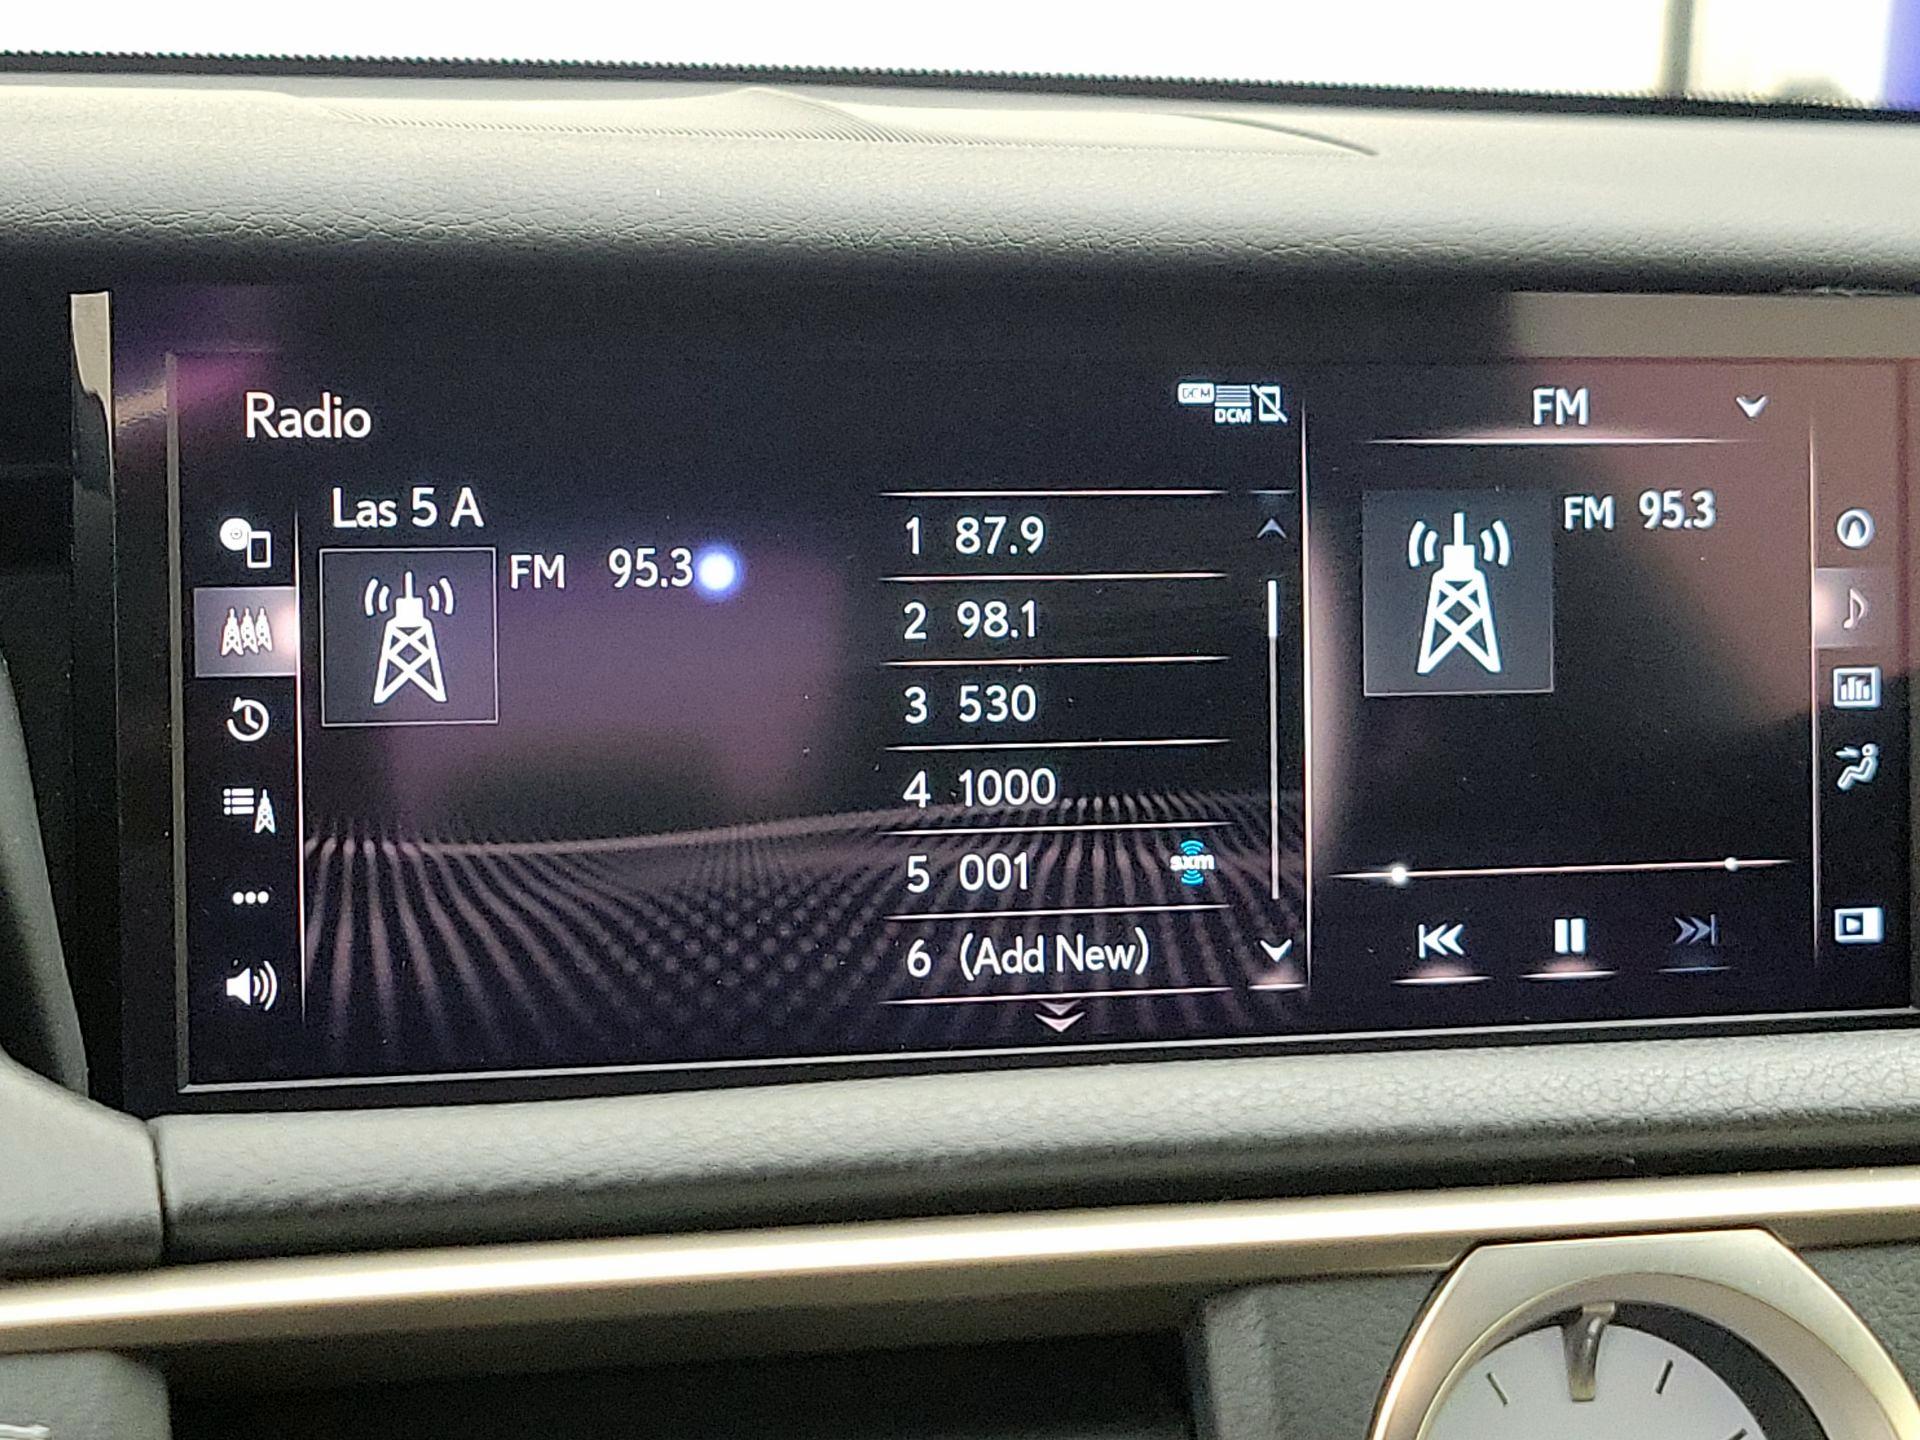 Radio
DCM
DCM
Las 5 A
FM 95.3
1 87.9
2 98.1
3 530
4 1000
5 001 sxm
6 (Add New)
FM
FM 95.3